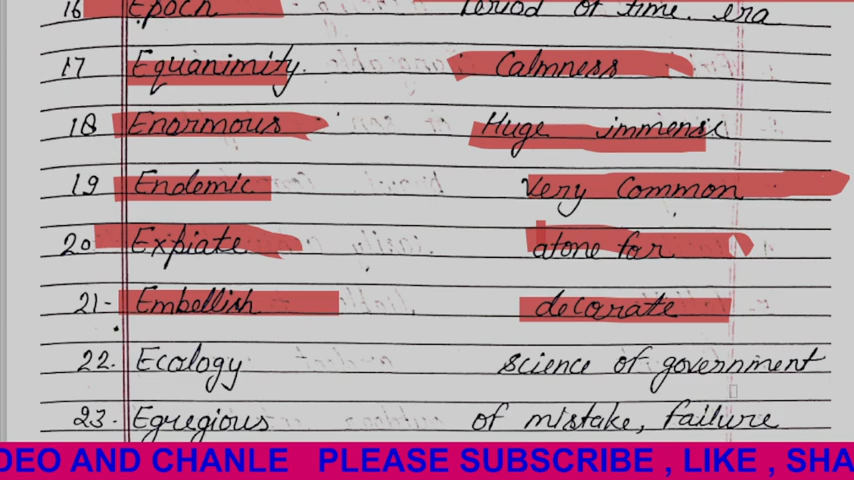 16 Epoch Period of time. era
17 Equanimity. Calmness
18 Enormous Huge immense
19 Endemic very common
20 Expiate atone for
21- Embellish decorate
22. Ecology science of government
23. Egregious of mistake, failure
DEO AND CHANLE PLEASE SUBSCRIBE , LIKE , SHA